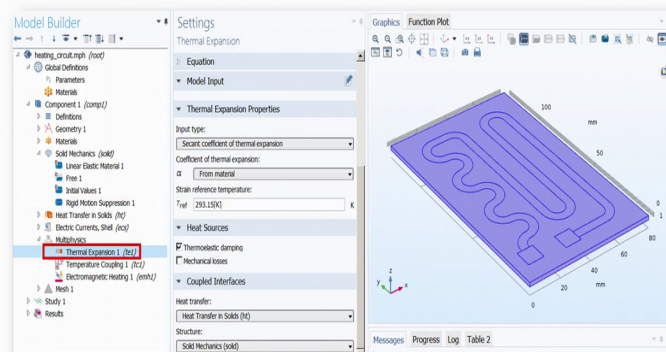 Model Builder
heating_circuit.mph (root)
Global Definitions
Parameters
Materials
Component 1 (comp1)
Definitions
Geometry 1
Materials
Solid Mechanics (solid)
Linear Elastic Material 1
Free 1
Initial Values 1
Rigid Motion Suppression 1
Heat Transfer in Solids (ht)
Electric Currents, Shell (ecs)
Multiphysics
Thermal Expansion 1 (te1)
Temperature Coupling 1 (tc1)
Electromagnetic Heating 1 (emh1)
Mesh 1
Study 1
Results
Settings
Thermal Expansion
Equation
Model Input
Thermal Expansion Properties
Input type:
Secant coefficient of thermal expansion
Coefficient of thermal expansion:
α From material
Strain reference temperature:
Tref 293.15[K] K
Heat Sources
Thermoelastic damping
Mechanical losses
Coupled Interfaces
Heat transfer:
Heat Transfer in Solids (ht)
Structure:
Solid Mechanics (solid)
Graphics Function Plot
100
mm
50
0
1
80
60
mm
40
20
0
z
y
x
Messages Progress Log Table 2